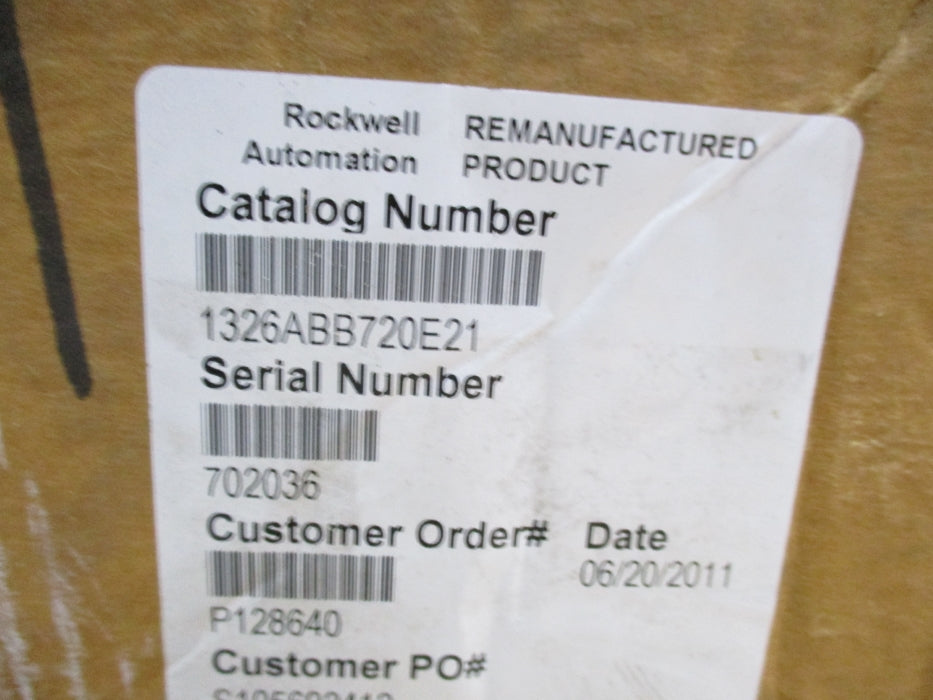 Rockwell Automation
REMANUFACTURED PRODUCT
Catalog Number
1326ABB720E21
Serial Number
702036
Customer Order# Date
06/20/2011
P128640
Customer PO#